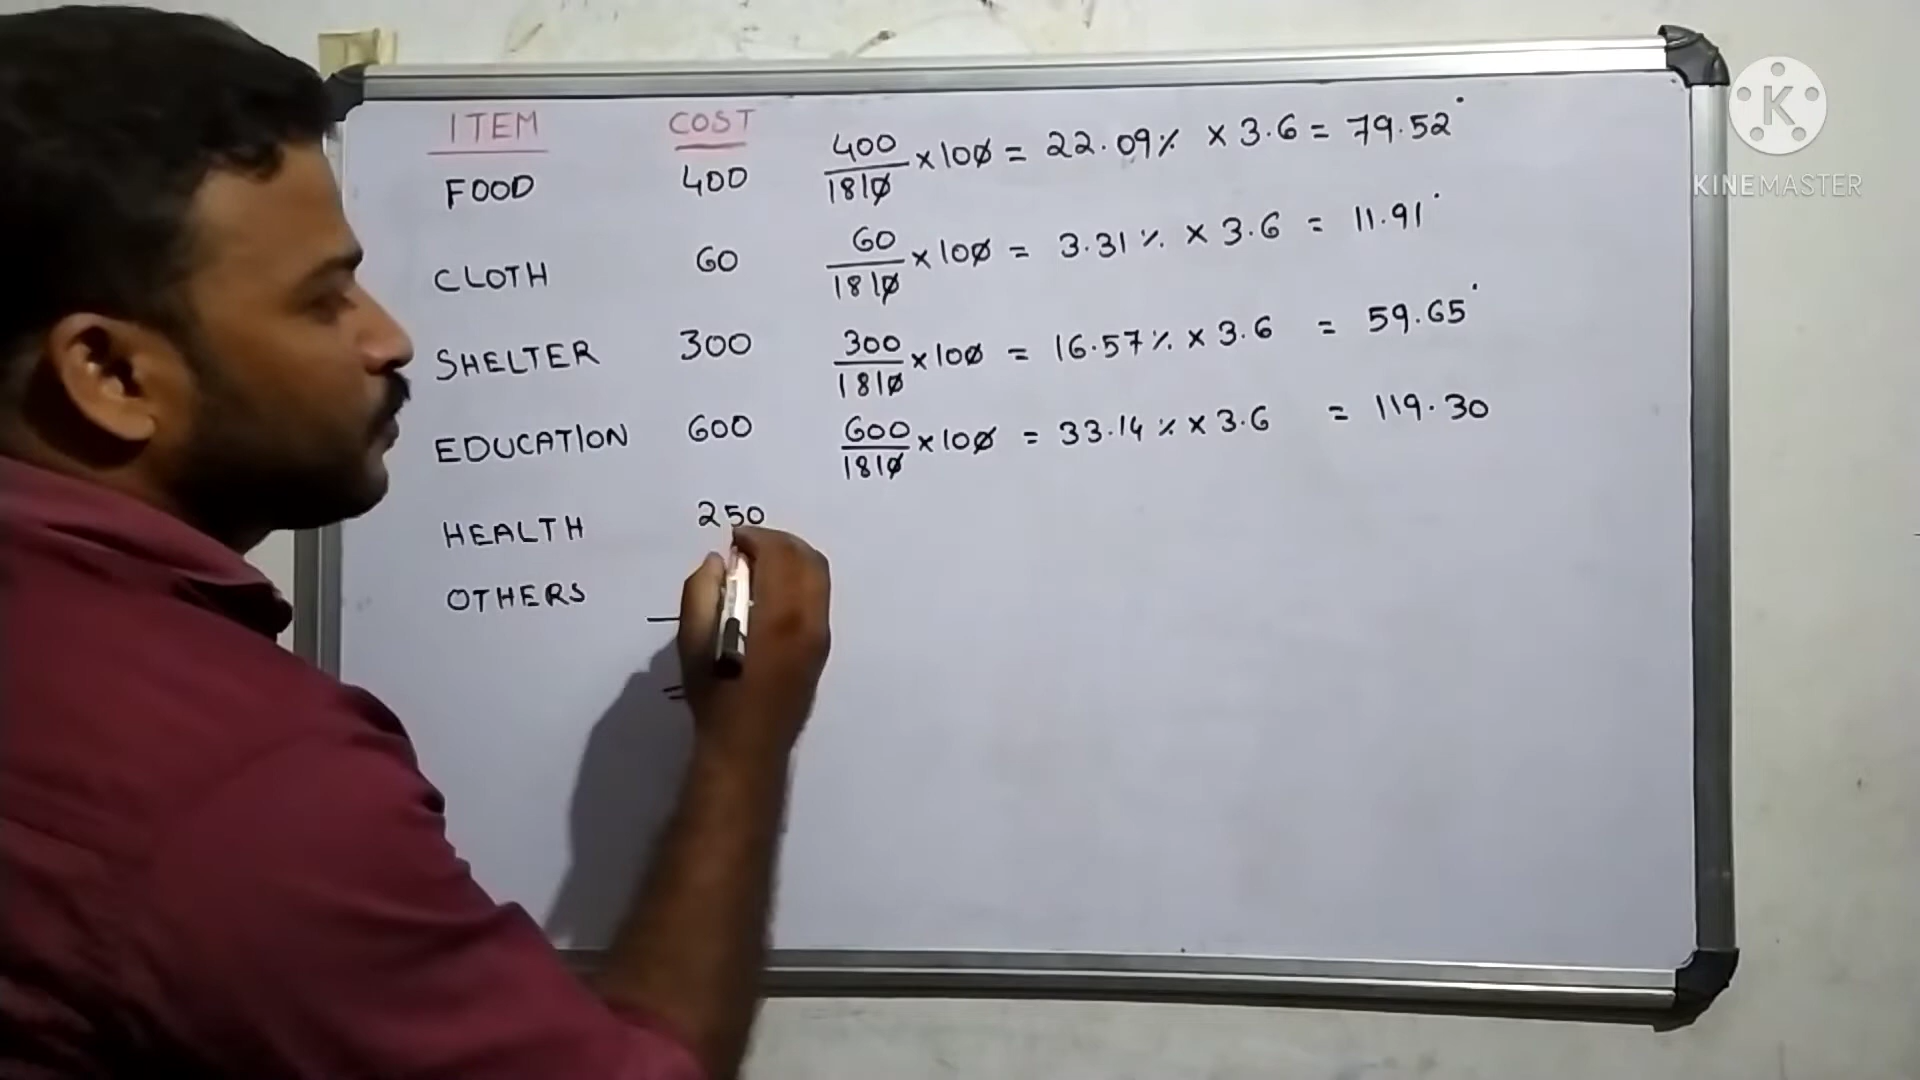 ITEM COST
FOOD 400 400/1810 × 100 = 22.09% × 3.6 = 79.52°
CLOTH 60 60/1810 × 100 = 3.31% × 3.6 = 11.91°
SHELTER 300 300/1810 × 100 = 16.57% × 3.6 = 59.65°
EDUCATION 600 600/1810 × 100 = 33.14% × 3.6 = 119.30
HEALTH 250
OTHERS
=
K
KINEMASTER